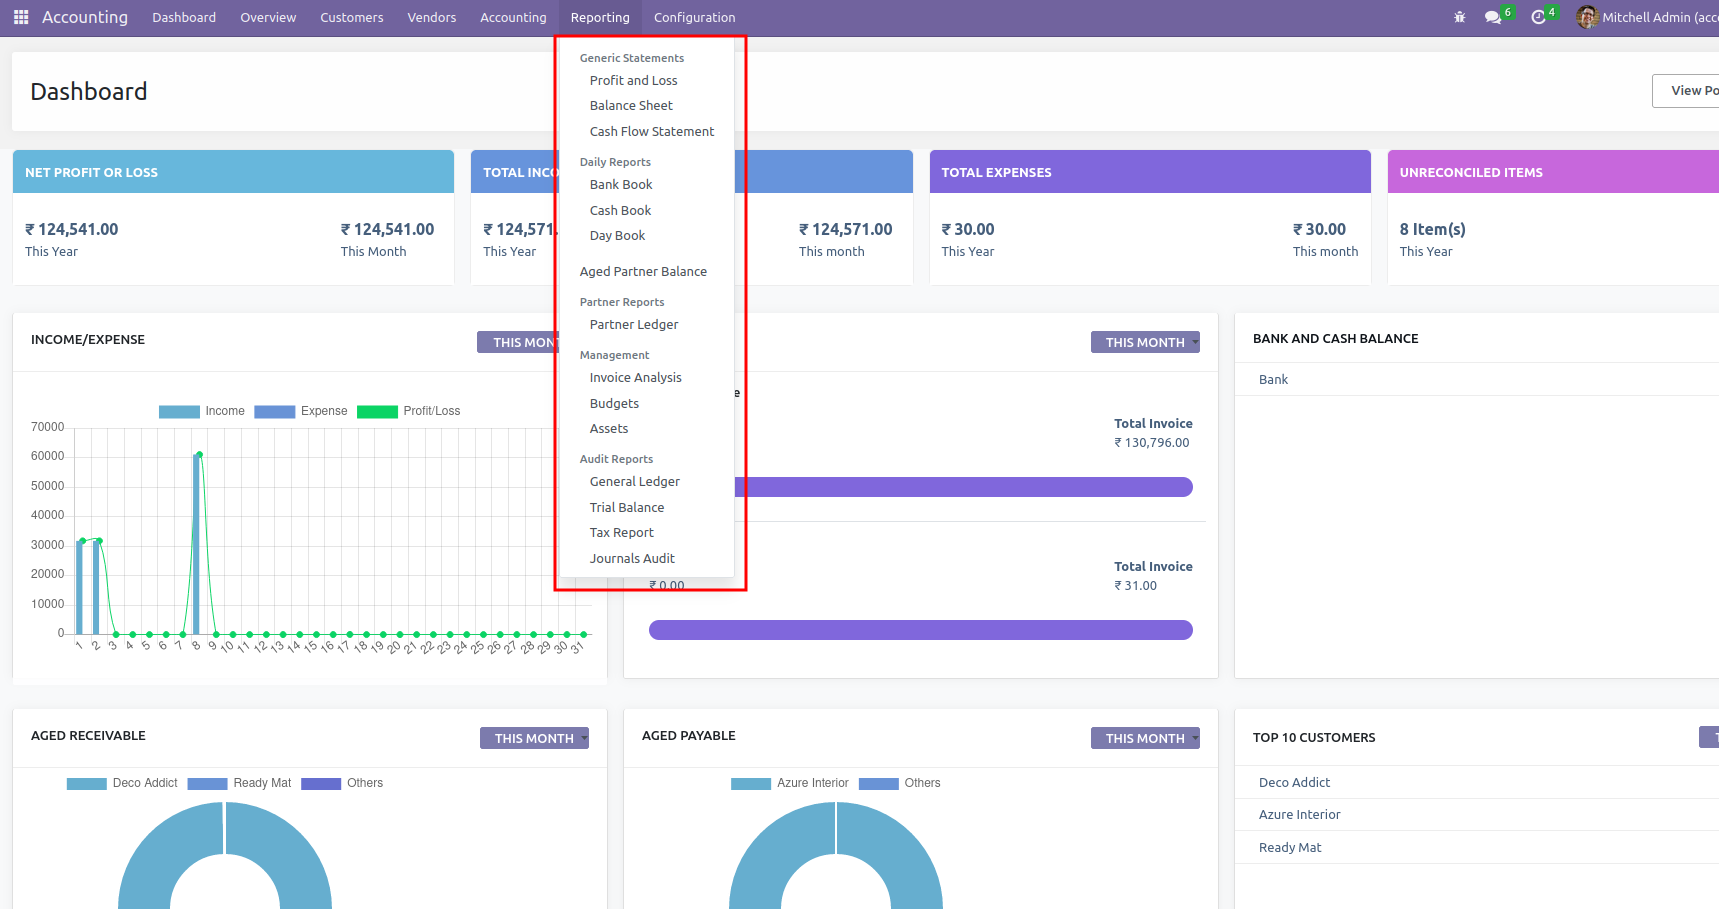 Accounting Dashboard Overview Customers Vendors Accounting Reporting Configuration 6 4 Mitchell Admin (acco
Generic Statements
Profit and Loss
Balance Sheet
Cash Flow Statement
Daily Reports
Bank Book
Cash Book
Day Book
Aged Partner Balance
Partner Reports
Partner Ledger
Management
Invoice Analysis
Budgets
Assets
Audit Reports
General Ledger
Trial Balance
Tax Report
Journals Audit
Dashboard
View Po
NET PROFIT OR LOSS
₹ 124,541.00 ₹ 124,541.00
This Year This Month
TOTAL INCO
₹ 124,571. ₹ 124,571.00
This Year This month
TOTAL EXPENSES
₹ 30.00 ₹ 30.00
This Year This month
UNRECONCILED ITEMS
8 Item(s)
This Year
INCOME/EXPENSE THIS MON
Income Expense Profit/Loss
70000
60000
50000
40000
30000
20000
10000
0
1 2 3 4 5 6 7 8 9 10 11 12 13 14 15 16 17 18 19 20 21 22 23 24 25 26 27 28 29 30 31
THIS MONTH
e
Total Invoice
₹ 130,796.00
Total Invoice
₹ 0.00 ₹ 31.00
BANK AND CASH BALANCE
Bank
AGED RECEIVABLE THIS MONTH
Deco Addict Ready Mat Others
AGED PAYABLE THIS MONTH
Azure Interior Others
TOP 10 CUSTOMERS T
Deco Addict
Azure Interior
Ready Mat